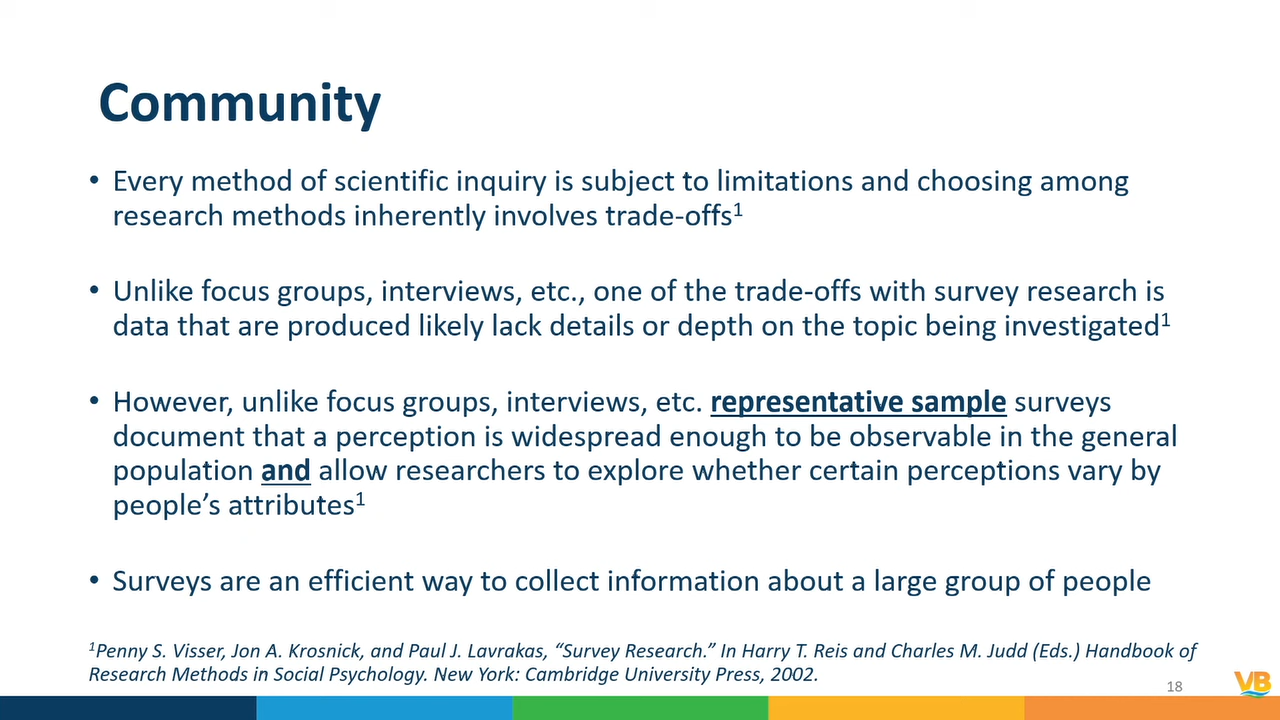 Community
• Every method of scientific inquiry is subject to limitations and choosing among
research methods inherently involves trade-offs¹
• Unlike focus groups, interviews, etc., one of the trade-offs with survey research is
data that are produced likely lack details or depth on the topic being investigated¹
• However, unlike focus groups, interviews, etc. representative sample surveys
document that a perception is widespread enough to be observable in the general
population and allow researchers to explore whether certain perceptions vary by
people’s attributes¹
• Surveys are an efficient way to collect information about a large group of people
¹Penny S. Visser, Jon A. Krosnick, and Paul J. Lavrakas, “Survey Research.” In Harry T. Reis and Charles M. Judd (Eds.) Handbook of
Research Methods in Social Psychology. New York: Cambridge University Press, 2002.
18
VB